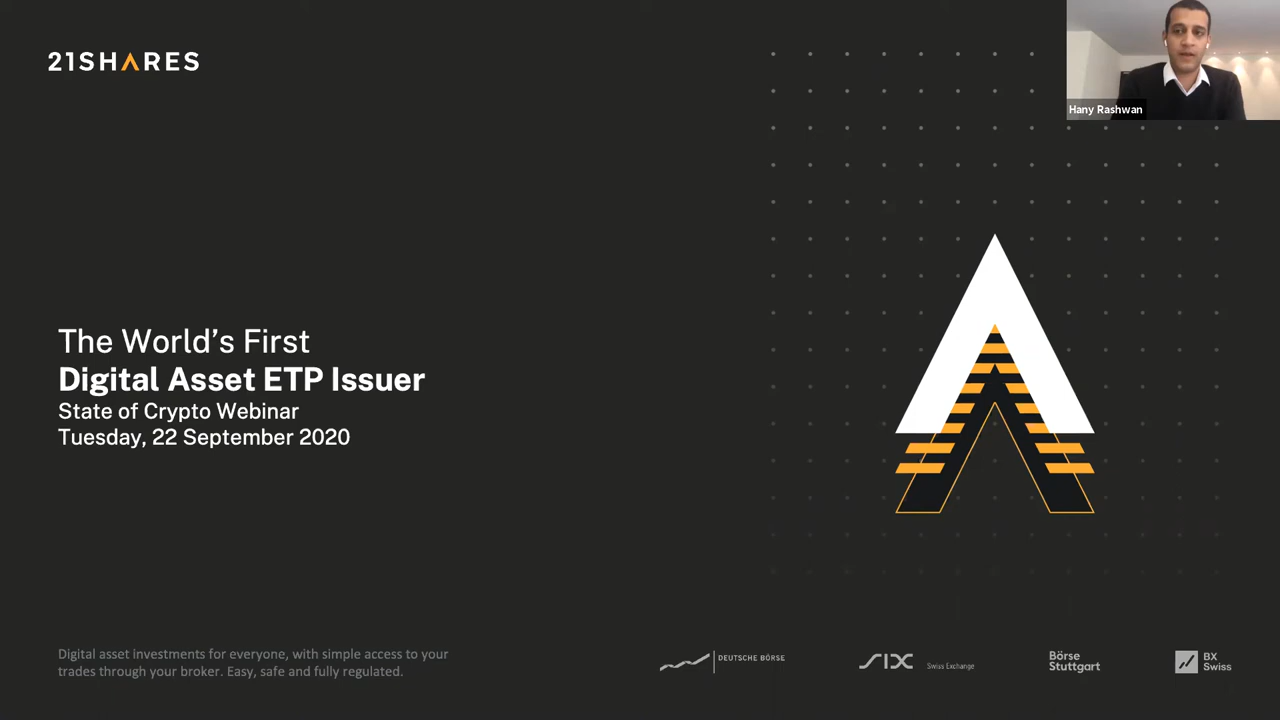 21SHARES
Hany Rashwan
The World's First
Digital Asset ETP Issuer
State of Crypto Webinar
Tuesday, 22 September 2020
Digital asset investments for everyone, with simple access to your
trades through your broker. Easy, safe and fully regulated.
DEUTSCHE BÖRSE
SIX Swiss Exchange
Börse
Stuttgart
BX
Swiss